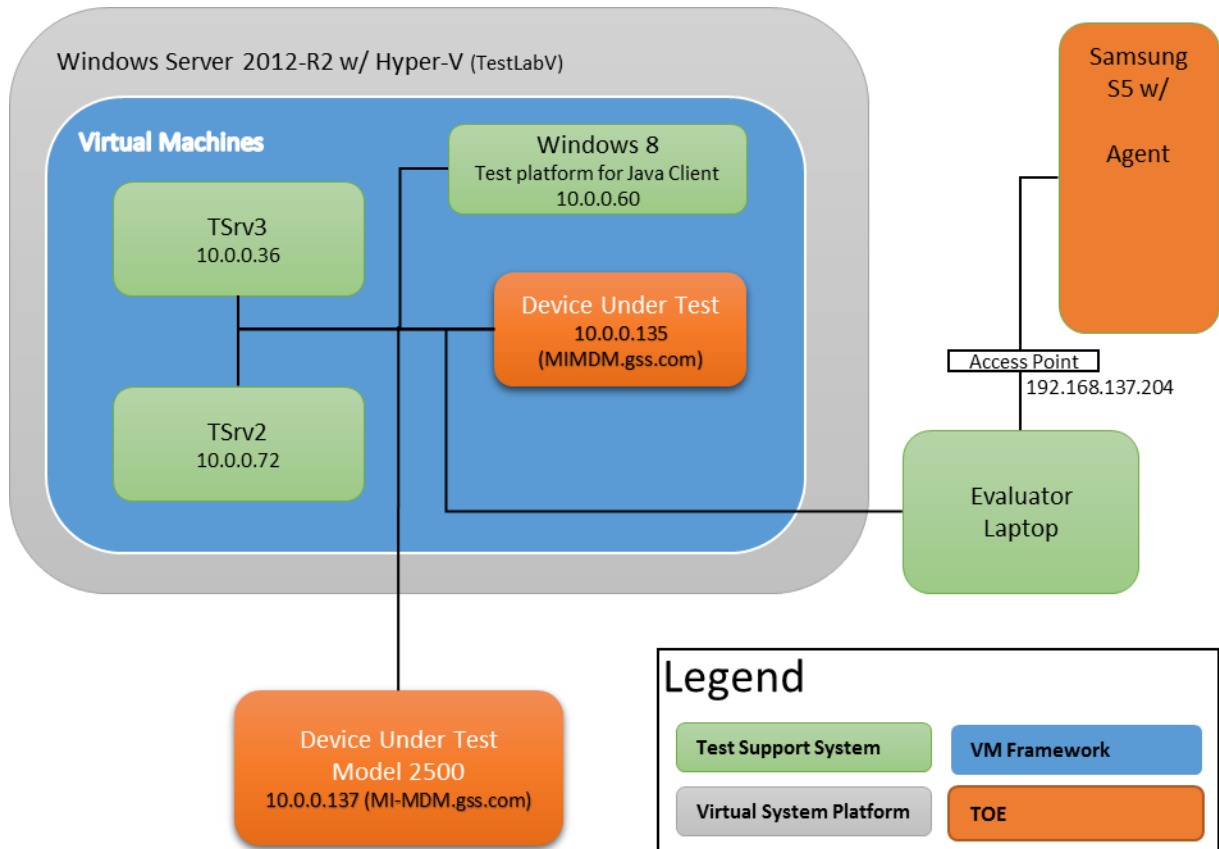 Windows Server 2012-R2 w/ Hyper-V (TestLabV)
Virtual Machines
Windows 8
Test platform for Java Client
10.0.0.60
TSrv3
10.0.0.36
Device Under Test
10.0.0.135
(MIMDM.gss.com)
TSrv2
10.0.0.72
Samsung
S5 w/
Agent
Access Point
192.168.137.204
Evaluator
Laptop
Device Under Test
Model 2500
10.0.0.137 (MI-MDM.gss.com)
Legend
Test Support System
VM Framework
Virtual System Platform
TOE